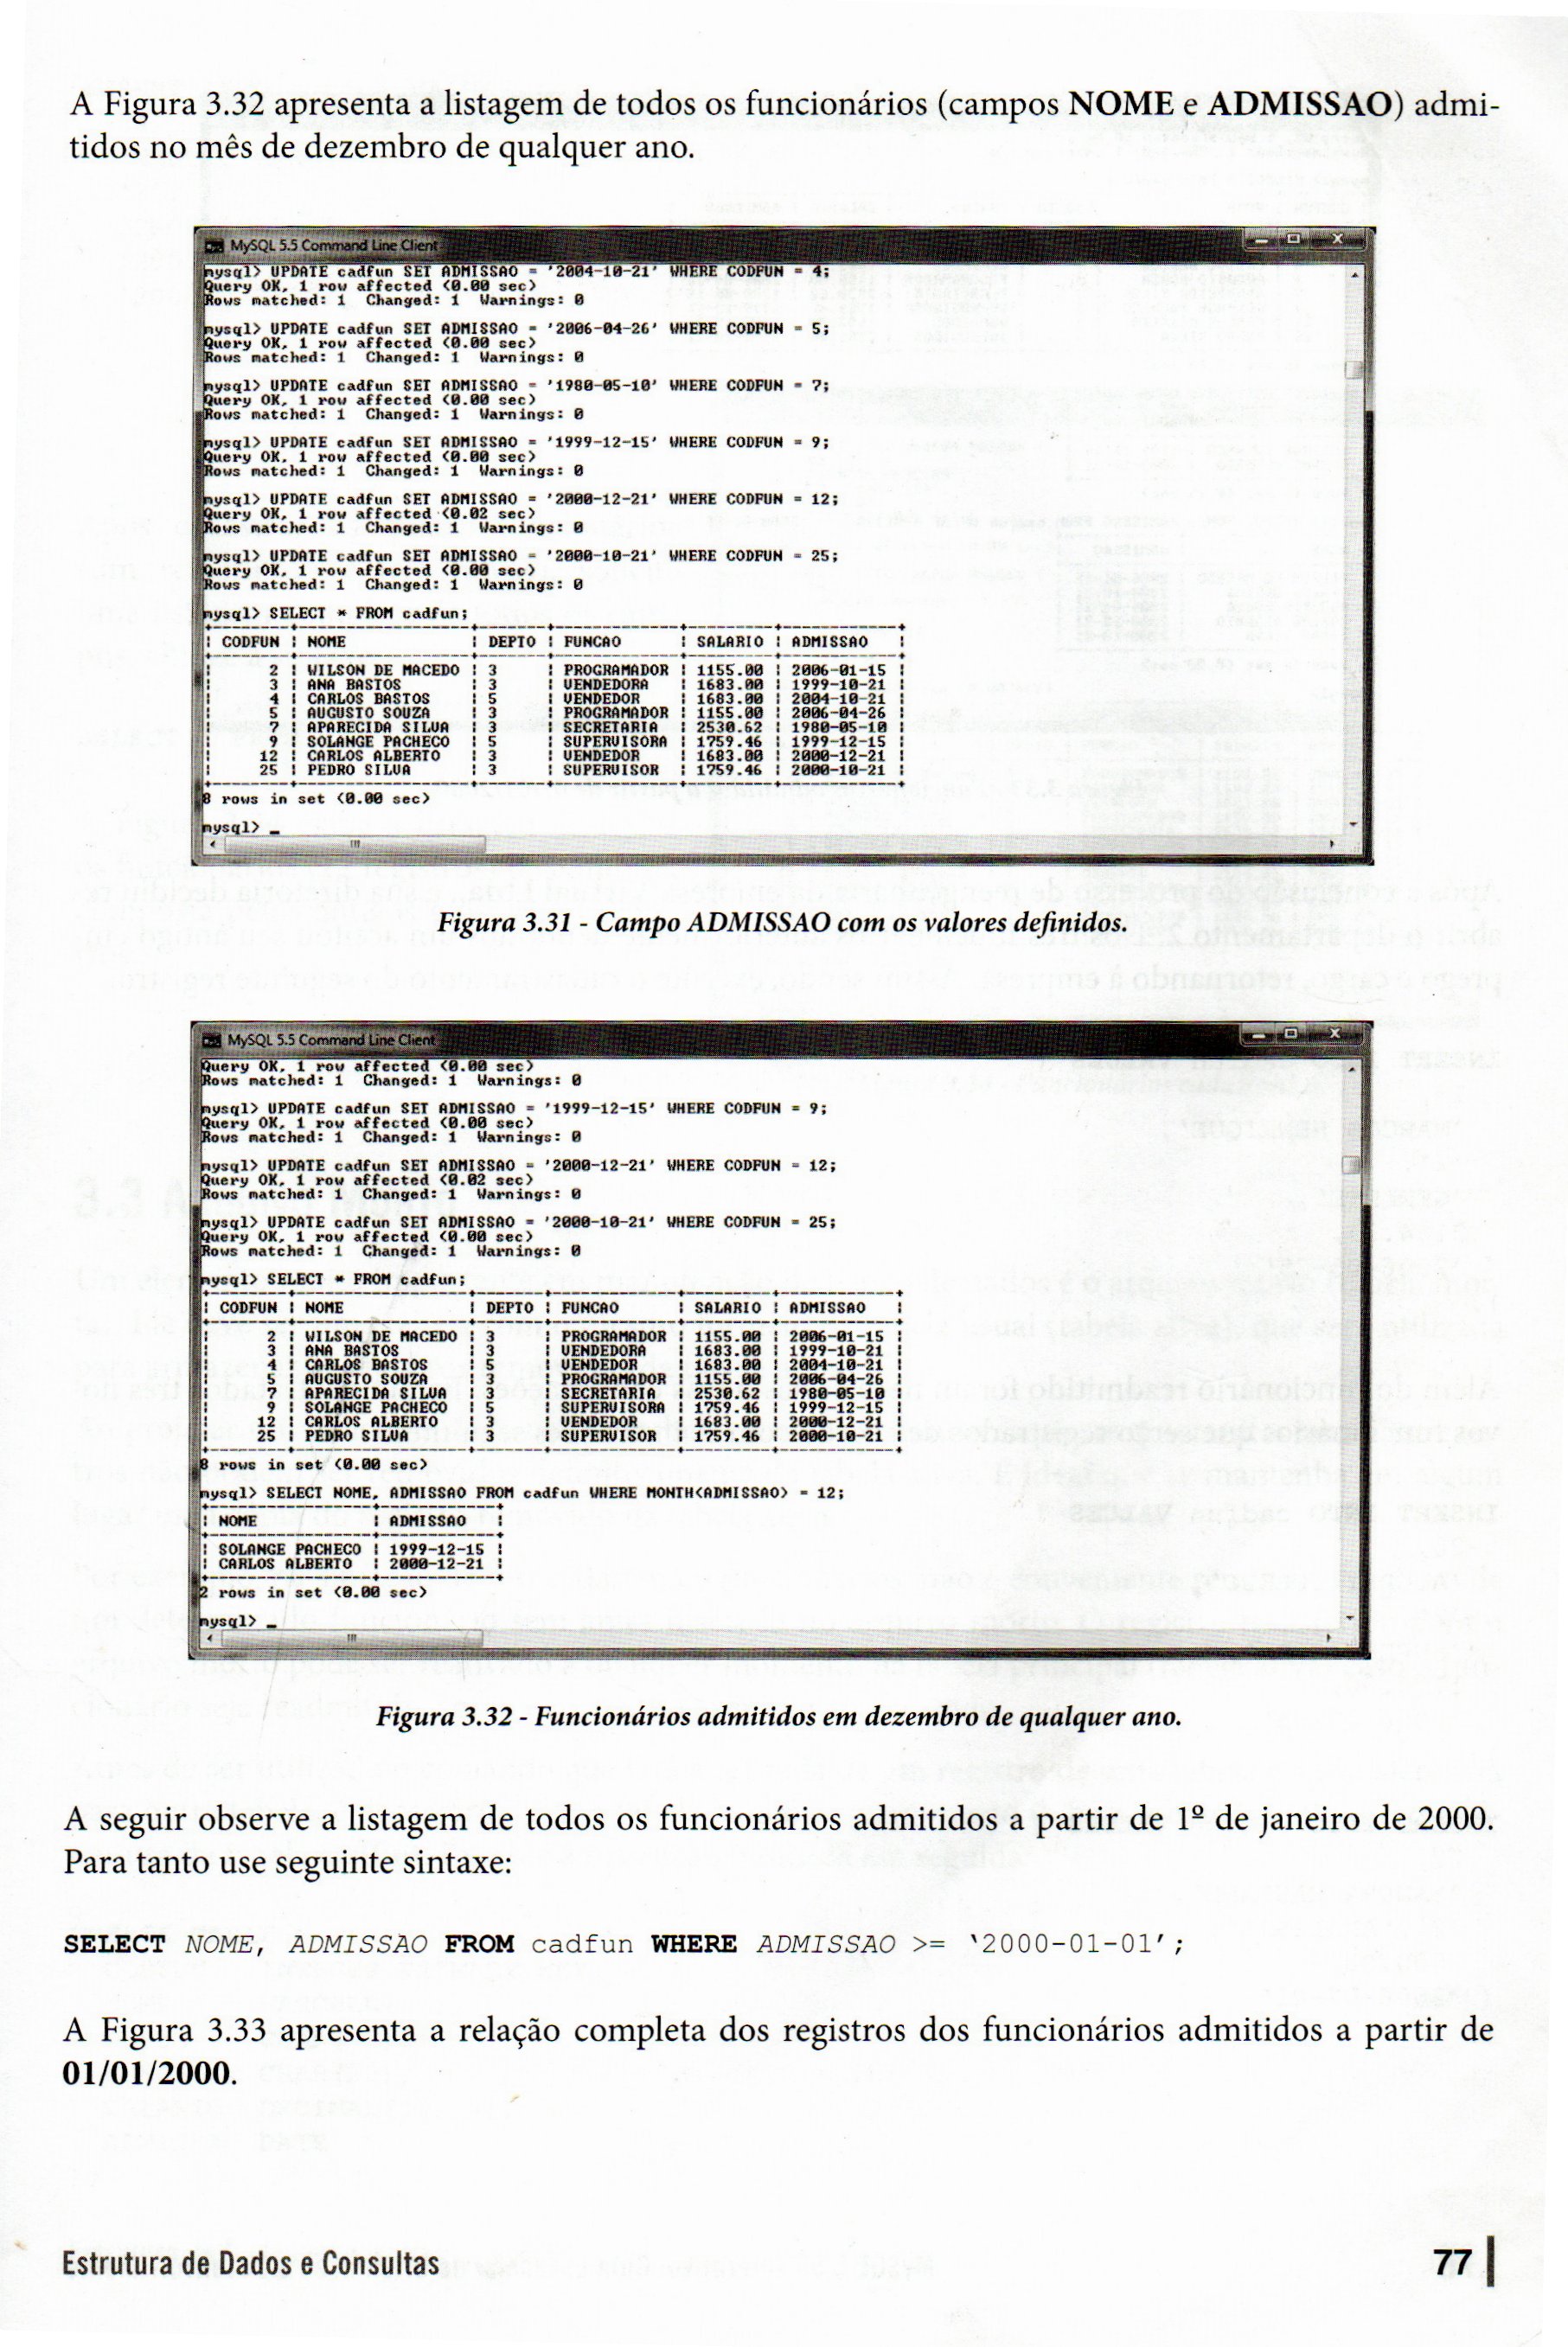 A Figura 3.32 apresenta a listagem de todos os funcionários (campos NOME e ADMISSAO) admi-
tidos no mês de dezembro de qualquer ano.
MySQL 5.5 Command Line Client
mysql> UPDATE cadfun SET ADMISSAO = '2004-10-21' WHERE CODFUN = 4;
Query OK, 1 row affected (0.00 sec)
Rows matched: 1  Changed: 1  Warnings: 0
mysql> UPDATE cadfun SET ADMISSAO = '2006-04-26' WHERE CODFUN = 5;
Query OK, 1 row affected (0.00 sec)
Rows matched: 1  Changed: 1  Warnings: 0
mysql> UPDATE cadfun SET ADMISSAO = '1980-05-10' WHERE CODFUN = 7;
Query OK, 1 row affected (0.00 sec)
Rows matched: 1  Changed: 1  Warnings: 0
mysql> UPDATE cadfun SET ADMISSAO = '1999-12-15' WHERE CODFUN = 9;
Query OK, 1 row affected (0.00 sec)
Rows matched: 1  Changed: 1  Warnings: 0
mysql> UPDATE cadfun SET ADMISSAO = '2000-12-21' WHERE CODFUN = 12;
Query OK, 1 row affected (0.02 sec)
Rows matched: 1  Changed: 1  Warnings: 0
mysql> UPDATE cadfun SET ADMISSAO = '2000-10-21' WHERE CODFUN = 25;
Query OK, 1 row affected (0.00 sec)
Rows matched: 1  Changed: 1  Warnings: 0
mysql> SELECT * FROM cadfun;
| CODFUN | NOME | DEPTO | FUNCAO | SALARIO | ADMISSAO |
| 2 | WILSON DE MACEDO | 3 | PROGRAMADOR | 1155.00 | 2006-01-15 |
| 3 | ANA BASTOS | 3 | VENDEDORA | 1683.00 | 1999-10-21 |
| 4 | CARLOS BASTOS | 5 | VENDEDOR | 1683.00 | 2004-10-21 |
| 5 | AUGUSTO SOUZA | 3 | PROGRAMADOR | 1155.00 | 2006-04-26 |
| 7 | APARECIDA SILVA | 3 | SECRETARIA | 2530.62 | 1980-05-10 |
| 9 | SOLANGE PACHECO | 5 | SUPERVISORA | 1759.46 | 1999-12-15 |
| 12 | CARLOS ALBERTO | 3 | VENDEDOR | 1683.00 | 2000-12-21 |
| 25 | PEDRO SILVA | 3 | SUPERVISOR | 1759.46 | 2000-10-21 |
8 rows in set (0.00 sec)
mysql> _
Figura 3.31 - Campo ADMISSAO com os valores definidos.
MySQL 5.5 Command Line Client
Query OK, 1 row affected (0.00 sec)
Rows matched: 1  Changed: 1  Warnings: 0
mysql> UPDATE cadfun SET ADMISSAO = '1999-12-15' WHERE CODFUN = 9;
Query OK, 1 row affected (0.00 sec)
Rows matched: 1  Changed: 1  Warnings: 0
mysql> UPDATE cadfun SET ADMISSAO = '2000-12-21' WHERE CODFUN = 12;
Query OK, 1 row affected (0.02 sec)
Rows matched: 1  Changed: 1  Warnings: 0
mysql> UPDATE cadfun SET ADMISSAO = '2000-10-21' WHERE CODFUN = 25;
Query OK, 1 row affected (0.00 sec)
Rows matched: 1  Changed: 1  Warnings: 0
mysql> SELECT * FROM cadfun;
| CODFUN | NOME | DEPTO | FUNCAO | SALARIO | ADMISSAO |
| 2 | WILSON DE MACEDO | 3 | PROGRAMADOR | 1155.00 | 2006-01-15 |
| 3 | ANA BASTOS | 3 | VENDEDORA | 1683.00 | 1999-10-21 |
| 4 | CARLOS BASTOS | 5 | VENDEDOR | 1683.00 | 2004-10-21 |
| 5 | AUGUSTO SOUZA | 3 | PROGRAMADOR | 1155.00 | 2006-04-26 |
| 7 | APARECIDA SILVA | 3 | SECRETARIA | 2530.62 | 1980-05-10 |
| 9 | SOLANGE PACHECO | 5 | SUPERVISORA | 1759.46 | 1999-12-15 |
| 12 | CARLOS ALBERTO | 3 | VENDEDOR | 1683.00 | 2000-12-21 |
| 25 | PEDRO SILVA | 3 | SUPERVISOR | 1759.46 | 2000-10-21 |
8 rows in set (0.00 sec)
mysql> SELECT NOME, ADMISSAO FROM cadfun WHERE MONTH(ADMISSAO) = 12;
| NOME | ADMISSAO |
| SOLANGE PACHECO | 1999-12-15 |
| CARLOS ALBERTO | 2000-12-21 |
2 rows in set (0.00 sec)
mysql> _
Figura 3.32 - Funcionários admitidos em dezembro de qualquer ano.
A seguir observe a listagem de todos os funcionários admitidos a partir de 1º de janeiro de 2000.
Para tanto use seguinte sintaxe:
SELECT NOME, ADMISSAO FROM cadfun WHERE ADMISSAO >= ‘2000-01-01’;
A Figura 3.33 apresenta a relação completa dos registros dos funcionários admitidos a partir de
01/01/2000.
Estrutura de Dados e Consultas
77